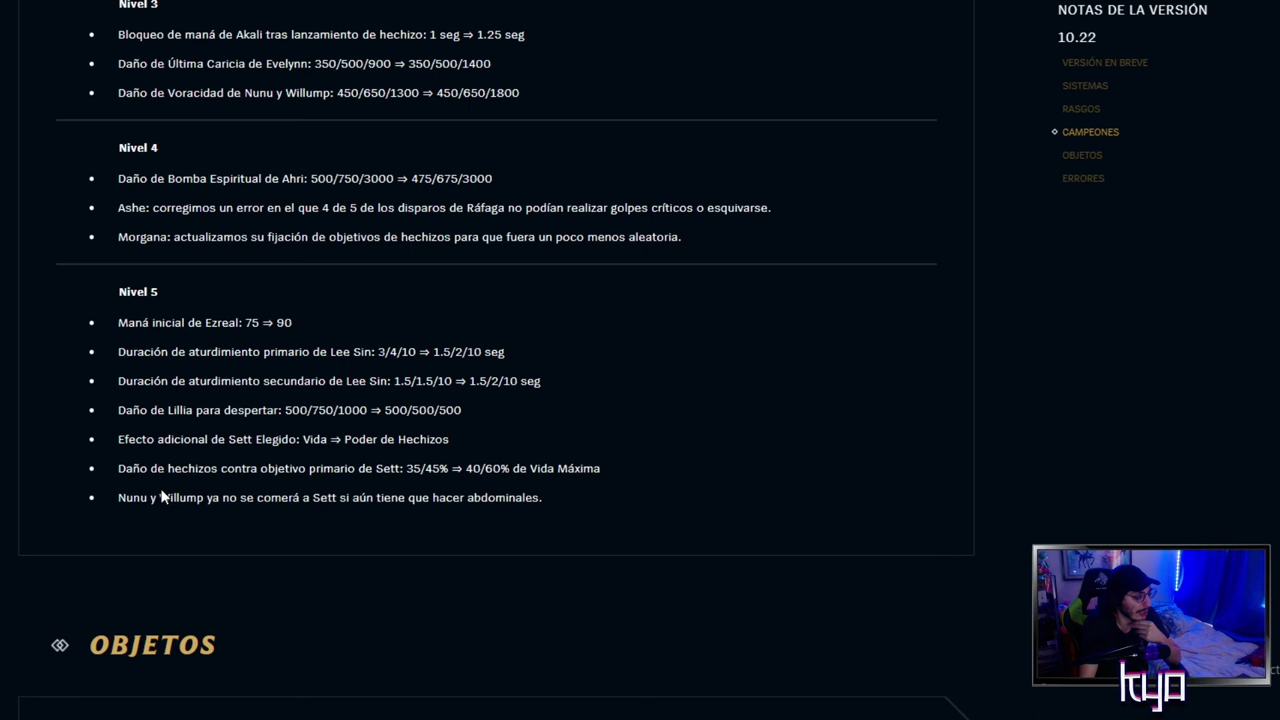 Nivel 3
• Bloqueo de maná de Akali tras lanzamiento de hechizo: 1 seg ⇒ 1.25 seg
• Daño de Última Caricia de Evelynn: 350/500/900 ⇒ 350/500/1400
• Daño de Voracidad de Nunu y Willump: 450/650/1300 ⇒ 450/650/1800
Nivel 4
• Daño de Bomba Espiritual de Ahri: 500/750/3000 ⇒ 475/675/3000
• Ashe: corregimos un error en el que 4 de 5 de los disparos de Ráfaga no podían realizar golpes críticos o esquivarse.
• Morgana: actualizamos su fijación de objetivos de hechizos para que fuera un poco menos aleatoria.
Nivel 5
• Maná inicial de Ezreal: 75 ⇒ 90
• Duración de aturdimiento primario de Lee Sin: 3/4/10 ⇒ 1.5/2/10 seg
• Duración de aturdimiento secundario de Lee Sin: 1.5/1.5/10 ⇒ 1.5/2/10 seg
• Daño de Lillia para despertar: 500/750/1000 ⇒ 500/500/500
• Efecto adicional de Sett Elegido: Vida ⇒ Poder de Hechizos
• Daño de hechizos contra objetivo primario de Sett: 35/45% ⇒ 40/60% de Vida Máxima
• Nunu y Willump ya no se comerá a Sett si aún tiene que hacer abdominales.
OBJETOS
NOTAS DE LA VERSIÓN
10.22
VERSIÓN EN BREVE
SISTEMAS
RASGOS
CAMPEONES
OBJETOS
ERRORES
kyo